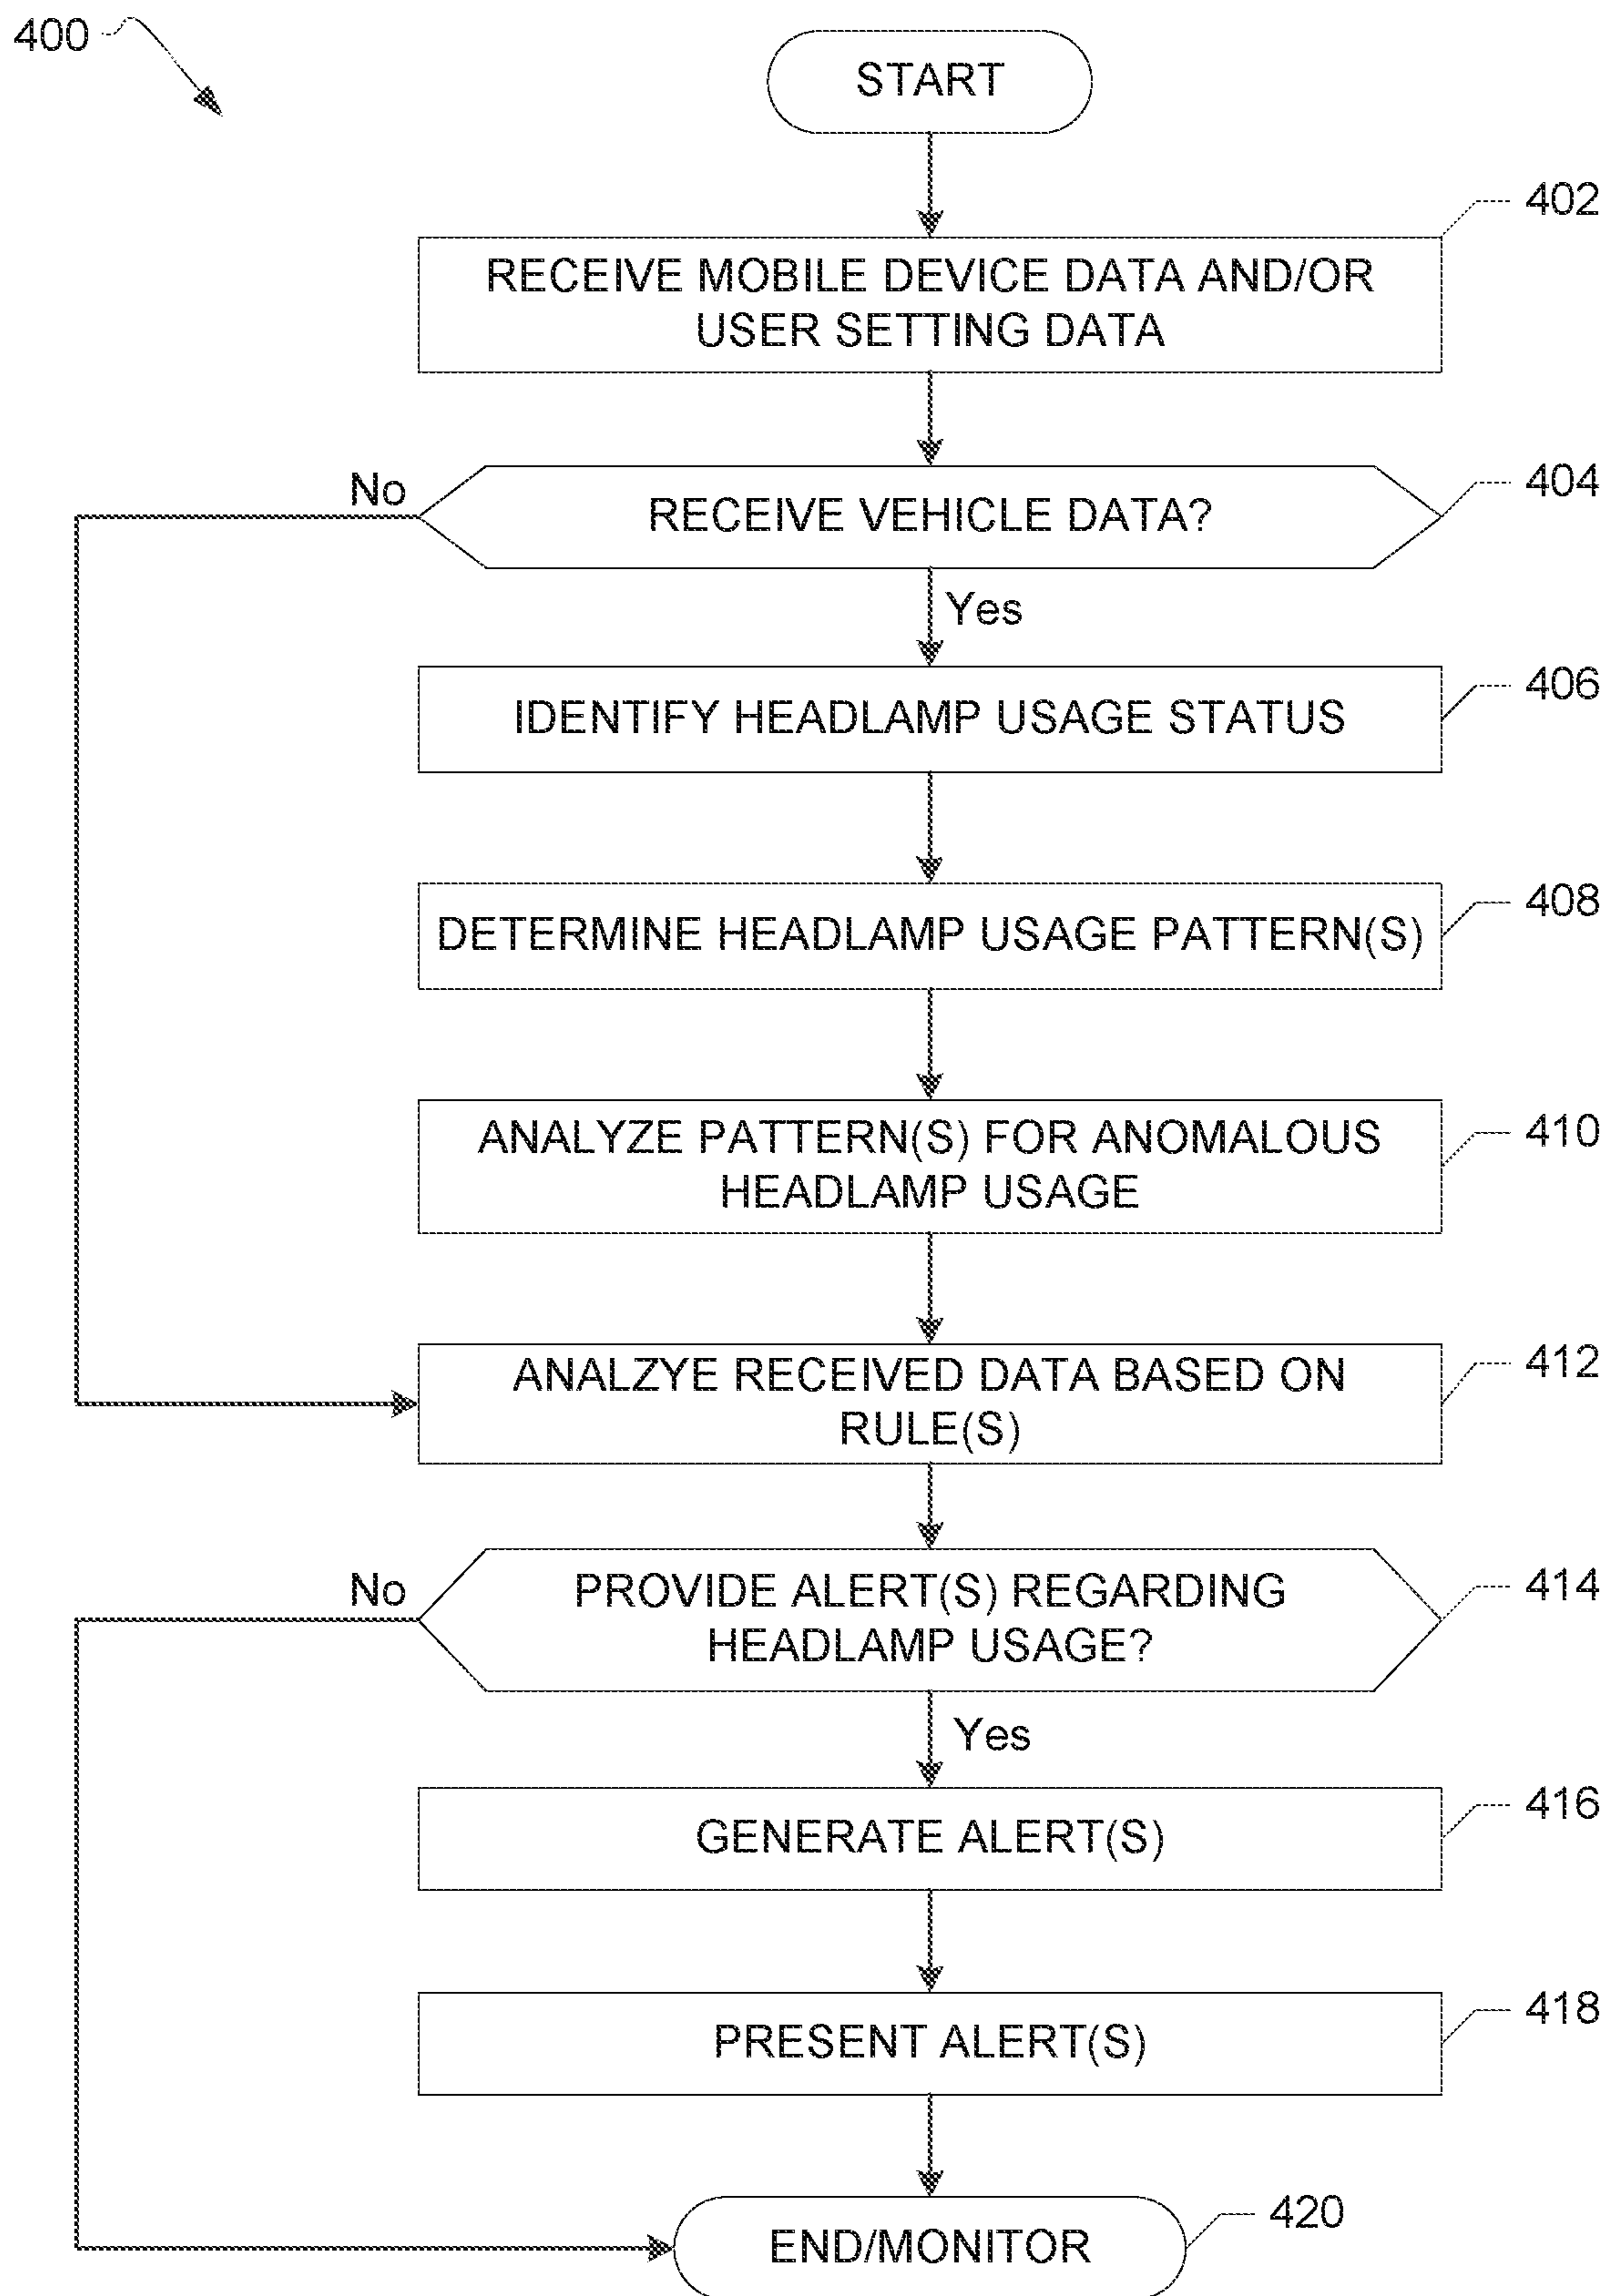 400
START
402
RECEIVE MOBILE DEVICE DATA AND/OR
USER SETTING DATA
404
No
RECEIVE VEHICLE DATA?
Yes
406
IDENTIFY HEADLAMP USAGE STATUS
408
DETERMINE HEADLAMP USAGE PATTERN(S)
410
ANALYZE PATTERN(S) FOR ANOMALOUS
HEADLAMP USAGE
412
ANALZYE RECEIVED DATA BASED ON
RULE(S)
414
No
PROVIDE ALERT(S) REGARDING
HEADLAMP USAGE?
Yes
416
GENERATE ALERT(S)
418
PRESENT ALERT(S)
420
END/MONITOR